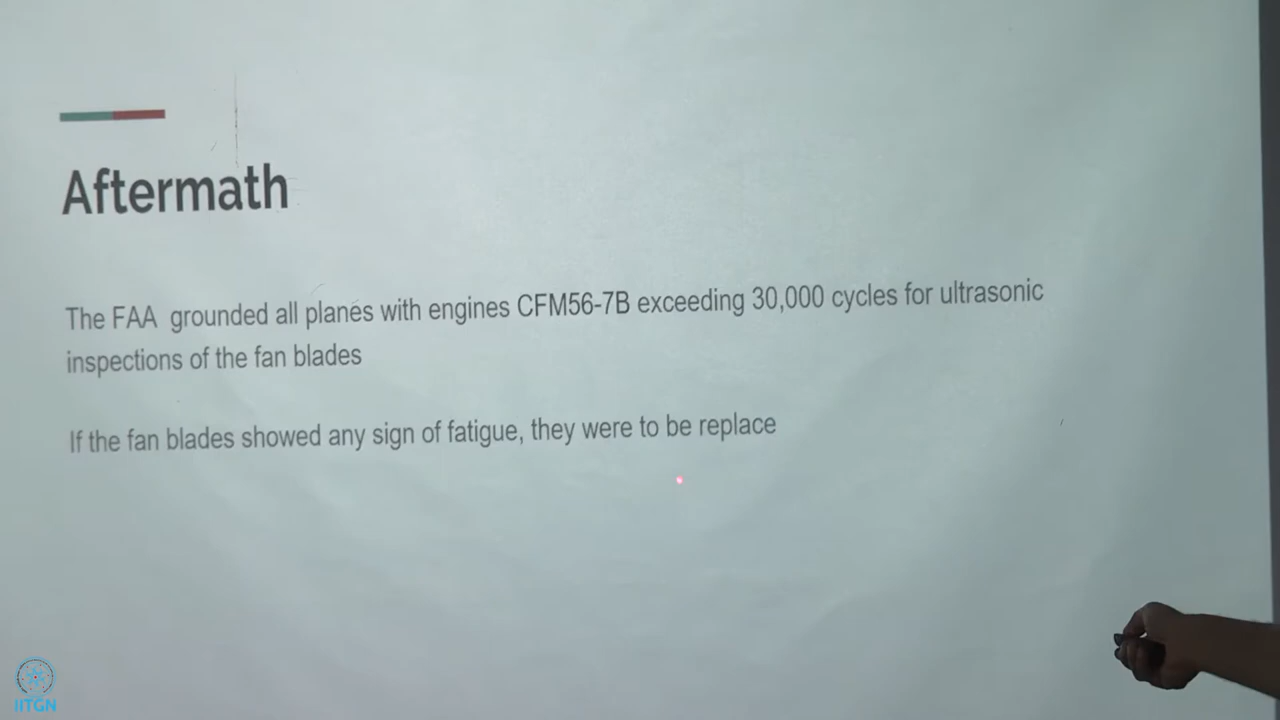 Aftermath
The FAA grounded all planes with engines CFM56-7B exceeding 30,000 cycles for ultrasonic
inspections of the fan blades
If the fan blades showed any sign of fatigue, they were to be replace
IITGN